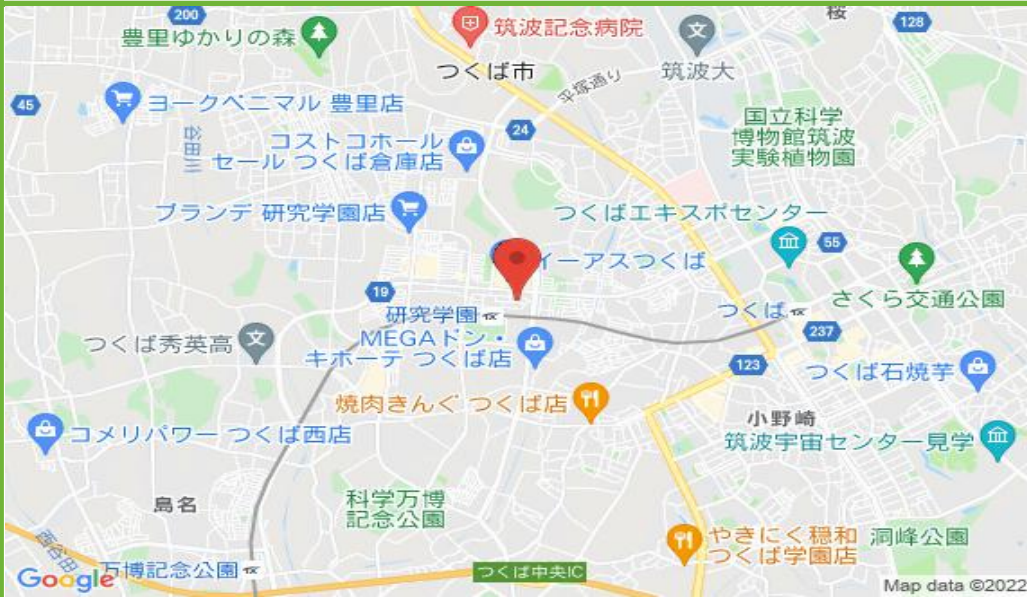 200
豊里ゆかりの森
筑波記念病院
桜
128
つくば市
筑波大
平塚通り
45
ヨークベニマル 豊里店
谷田川
24
コストコホール
セール つくば倉庫店
国立科学
博物館筑波
実験植物園
ブランデ 研究学園店
つくばエキスポセンター
イーアスつくば
55
さくら交通公園
19
研究学園
つくば
237
つくば秀英高
MEGAドン・
キホーテ つくば店
123
つくば石焼芋
焼肉きんぐ つくば店
小野崎
コメリパワー つくば西店
筑波宇宙センター見学
島名
科学万博
記念公園
やきにく穏和
つくば学園店
洞峰公園
西谷田
万博記念公園
つくば中央IC
Google
Map data ©2022